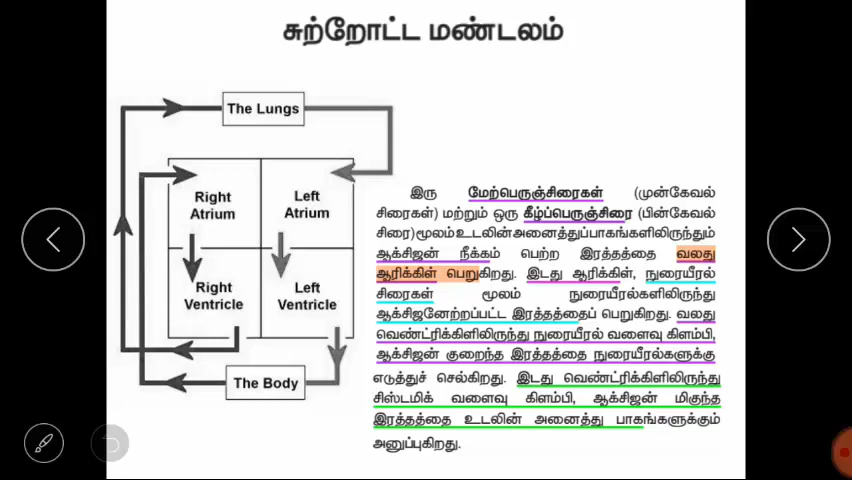 சுற்றோட்ட மண்டலம்
The Lungs
Right
Atrium
Left
Atrium
Right
Ventricle
Left
Ventricle
The Body
இரு மேற்பெருஞ்சிரைகள் (முன்கேவல்
சிரைகள்) மற்றும் ஒரு கீழ்ப்பெருஞ்சிரை (பின்கேவல்
சிரை) மூலம் உடலின் அனைத்துப்பாகங்களிலிருந்தும்
ஆக்சிஜன் நீக்கம் பெற்ற இரத்தத்தை வலது
ஆரிக்கிள் பெறுகிறது. இடது ஆரிக்கிள், நுரையீரல்
சிரைகள் மூலம் நுரையீரல்களிலிருந்து
ஆக்சிஜனேற்றப்பட்ட இரத்தத்தைப் பெறுகிறது. வலது
வெண்ட்ரிக்கிளிலிருந்து நுரையீரல் வளைவு கிளம்பி,
ஆக்சிஜன் குறைந்த இரத்தத்தை நுரையீரல்களுக்கு
எடுத்துச் செல்கிறது. இடது வெண்ட்ரிக்கிளிலிருந்து
சிஸ்டமிக் வளைவு கிளம்பி, ஆக்சிஜன் மிகுந்த
இரத்தத்தை உடலின் அனைத்து பாகங்களுக்கும்
அனுப்புகிறது.